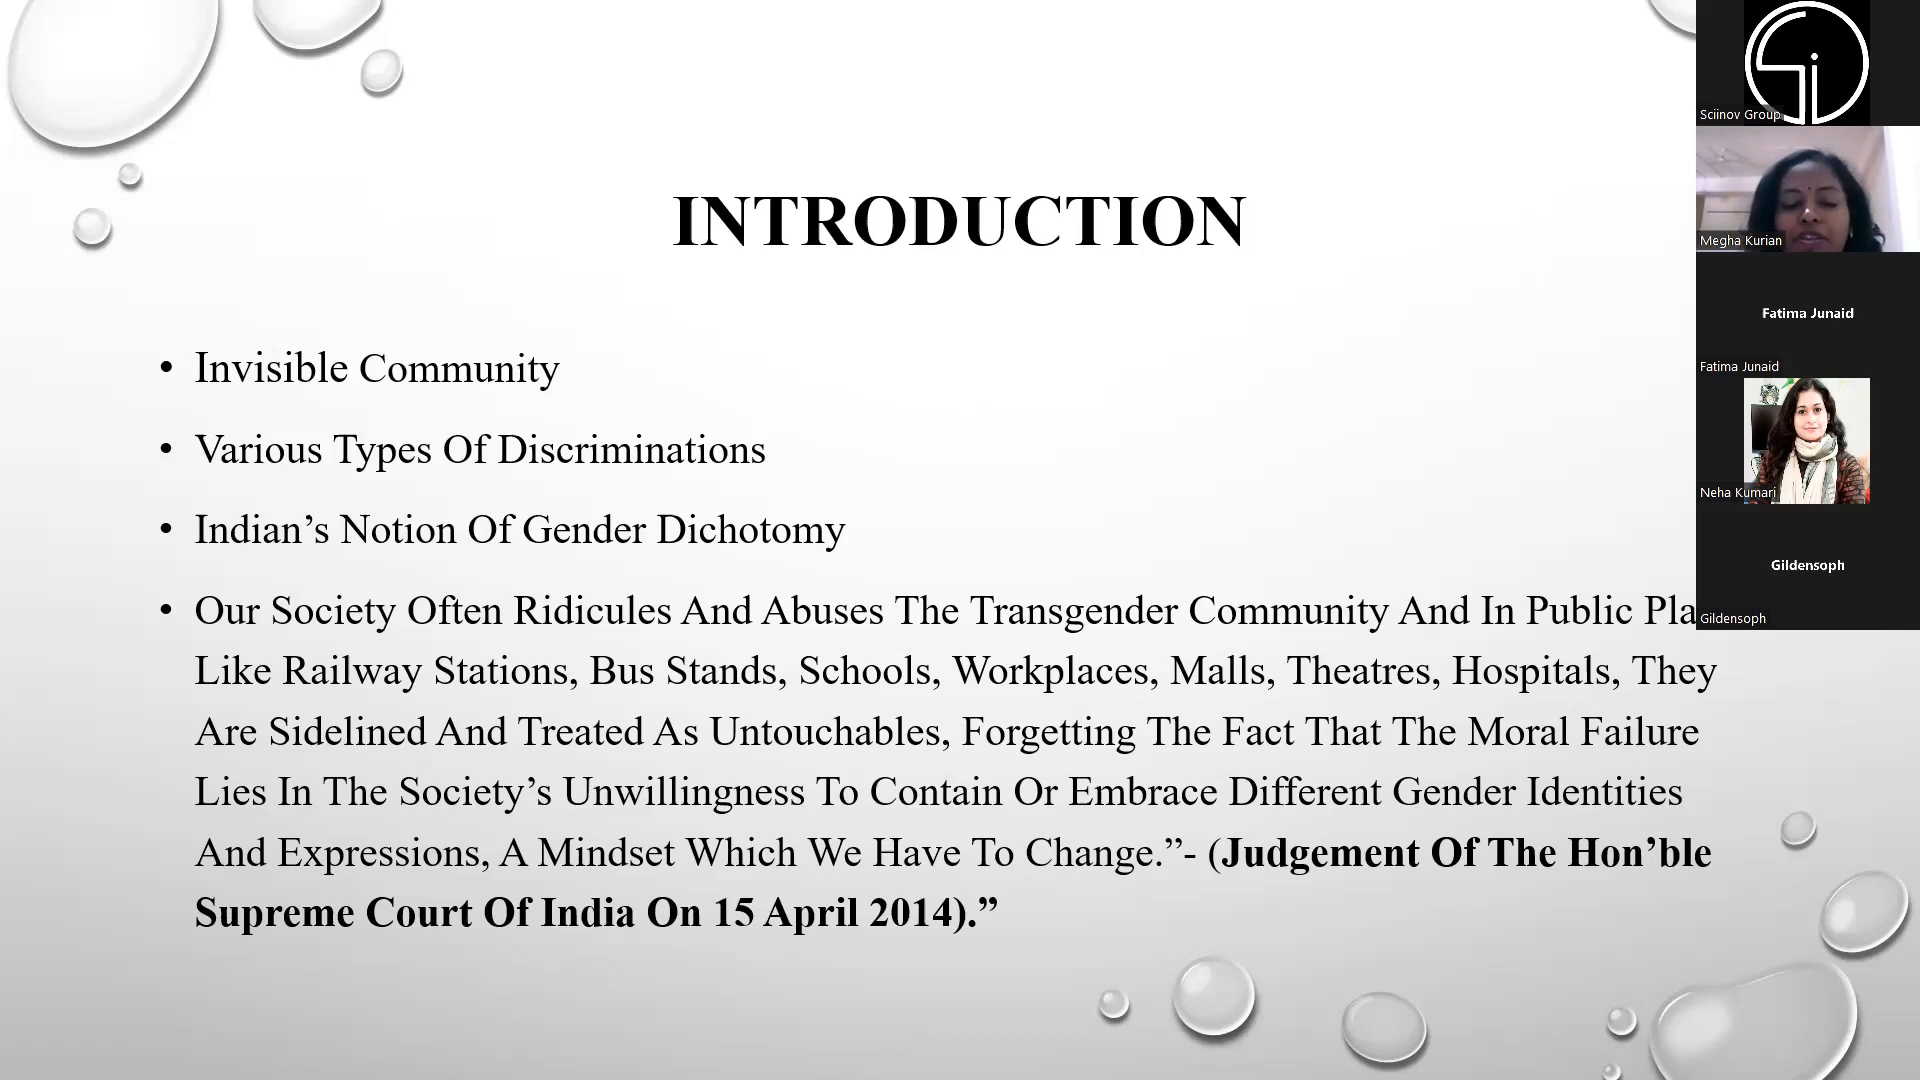 INTRODUCTION
• Invisible Community
• Various Types Of Discriminations
• Indian’s Notion Of Gender Dichotomy
• Our Society Often Ridicules And Abuses The Transgender Community And In Public Pla
Like Railway Stations, Bus Stands, Schools, Workplaces, Malls, Theatres, Hospitals, They
Are Sidelined And Treated As Untouchables, Forgetting The Fact That The Moral Failure
Lies In The Society’s Unwillingness To Contain Or Embrace Different Gender Identities
And Expressions, A Mindset Which We Have To Change.”- (Judgement Of The Hon’ble
Supreme Court Of India On 15 April 2014).”
Sciinov Group
Megha Kurian
Fatima Junaid
Fatima Junaid
Neha Kumari
Gildensoph
Gildensoph